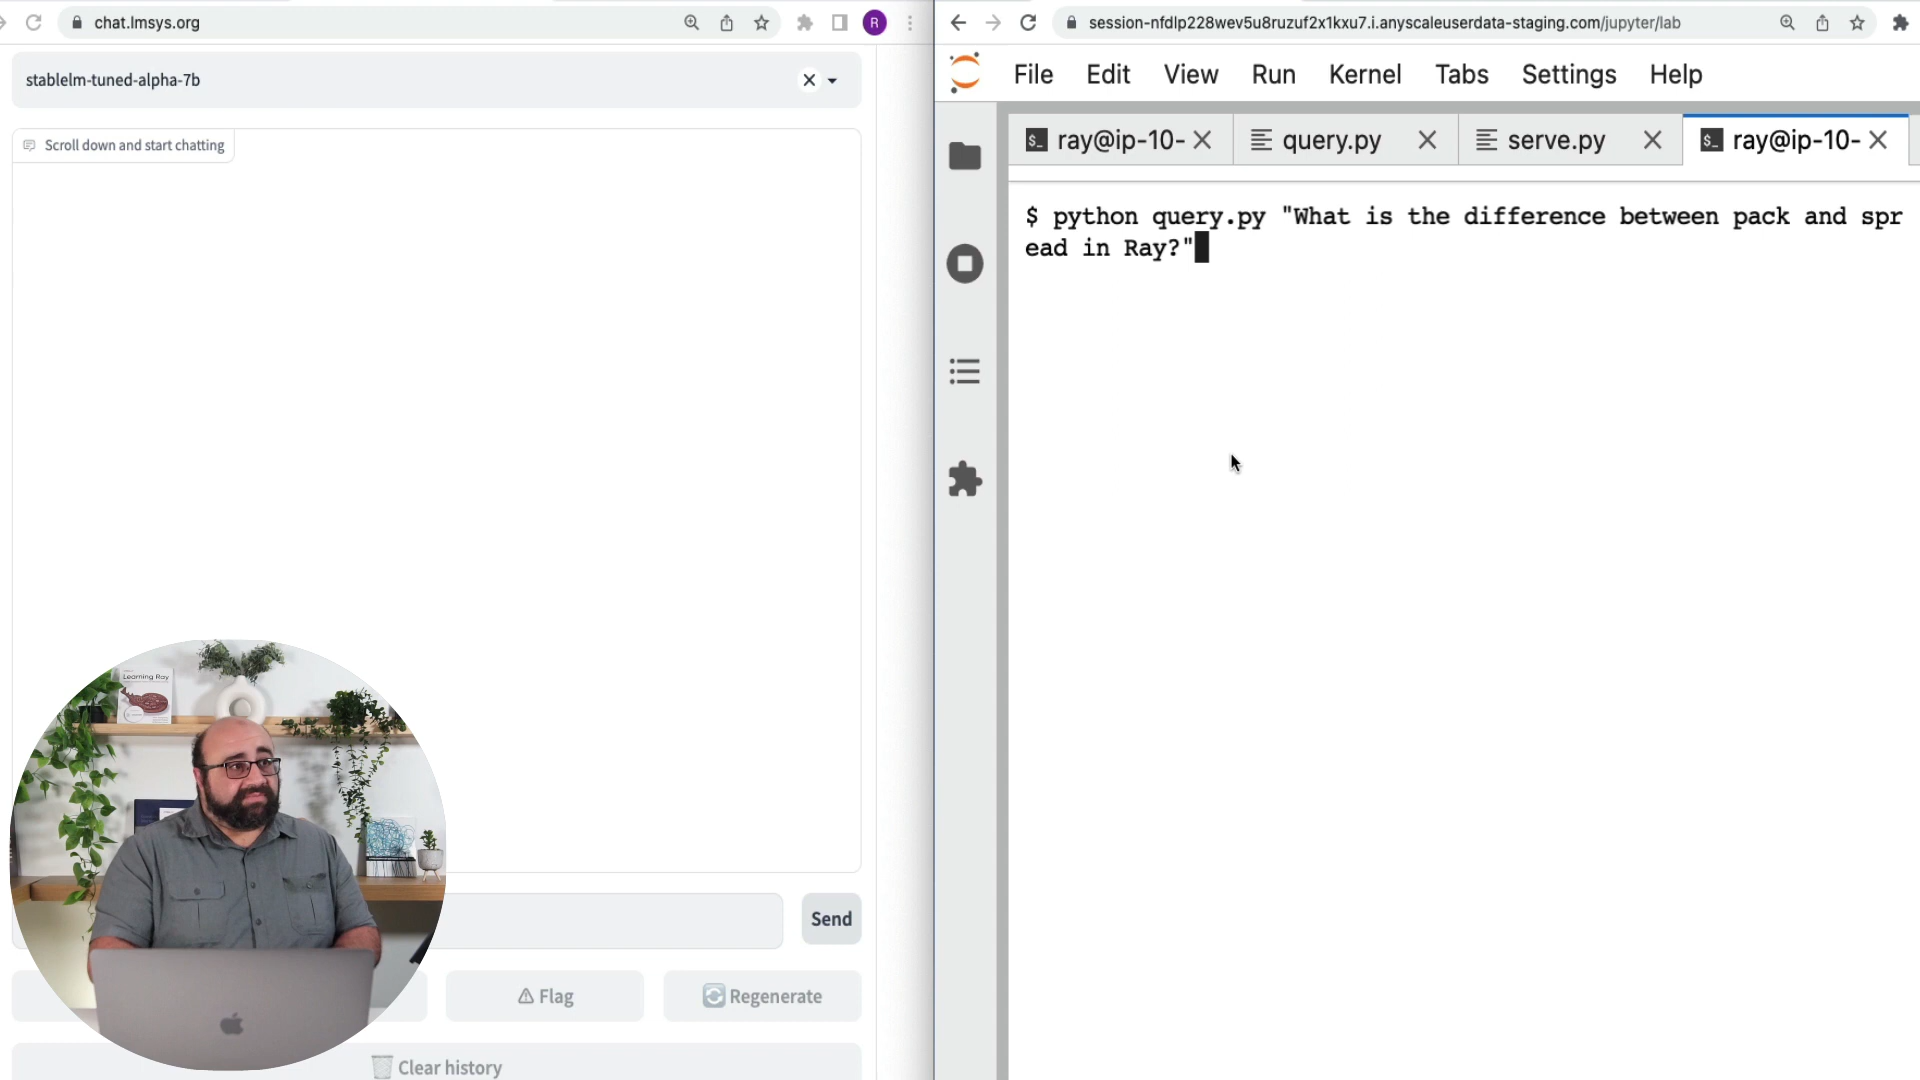 chat.lmsys.org
R
stablelm-tuned-alpha-7b
Scroll down and start chatting
Send
Flag
Regenerate
Clear history
Learning Ray
session-nfdlp228wev5u8ruzuf2x1kxu7.i.anyscaleuserdata-staging.com/jupyter/lab
File Edit View Run Kernel Tabs Settings Help
$_ ray@ip-10- query.py serve.py $_ ray@ip-10-
$ python query.py "What is the difference between pack and spr
ead in Ray?"